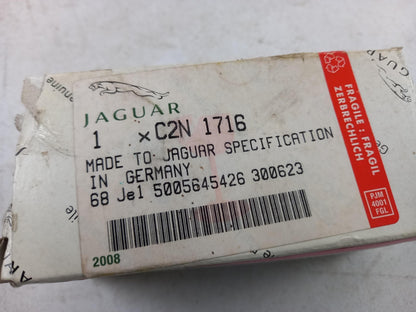 JAGUAR
1 ×C2N 1716
MADE TO JAGUAR SPECIFICATION
IN GERMANY
68 Je1 5005645426 300623
2008
FRAGILE : FRAGIL
ZERBRECHLICH
PJM
4001
FGL